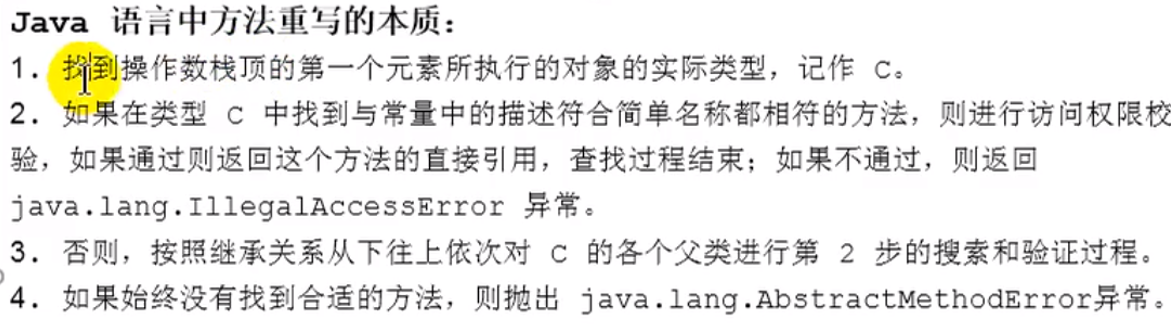 Java 语言中方法重写的本质：
1. 找到操作数栈顶的第一个元素所执行的对象的实际类型，记作 C。
2. 如果在类型 C 中找到与常量中的描述符合简单名称都相符的方法，则进行访问权限校
验，如果通过则返回这个方法的直接引用，查找过程结束；如果不通过，则返回
java.lang.IllegalAccessError 异常。
3. 否则，按照继承关系从下往上依次对 C 的各个父类进行第 2 步的搜索和验证过程。
4. 如果始终没有找到合适的方法，则抛出 java.lang.AbstractMethodError异常。